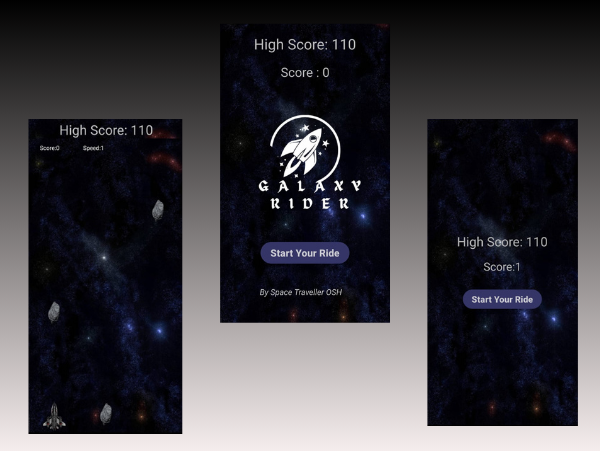 High Score: 110
Score:0 Speed:1
High Score: 110
Score : 0
GALAXY
RIDER
Start Your Ride
By Space Traveller OSH
High Score: 110
Score:1
Start Your Ride